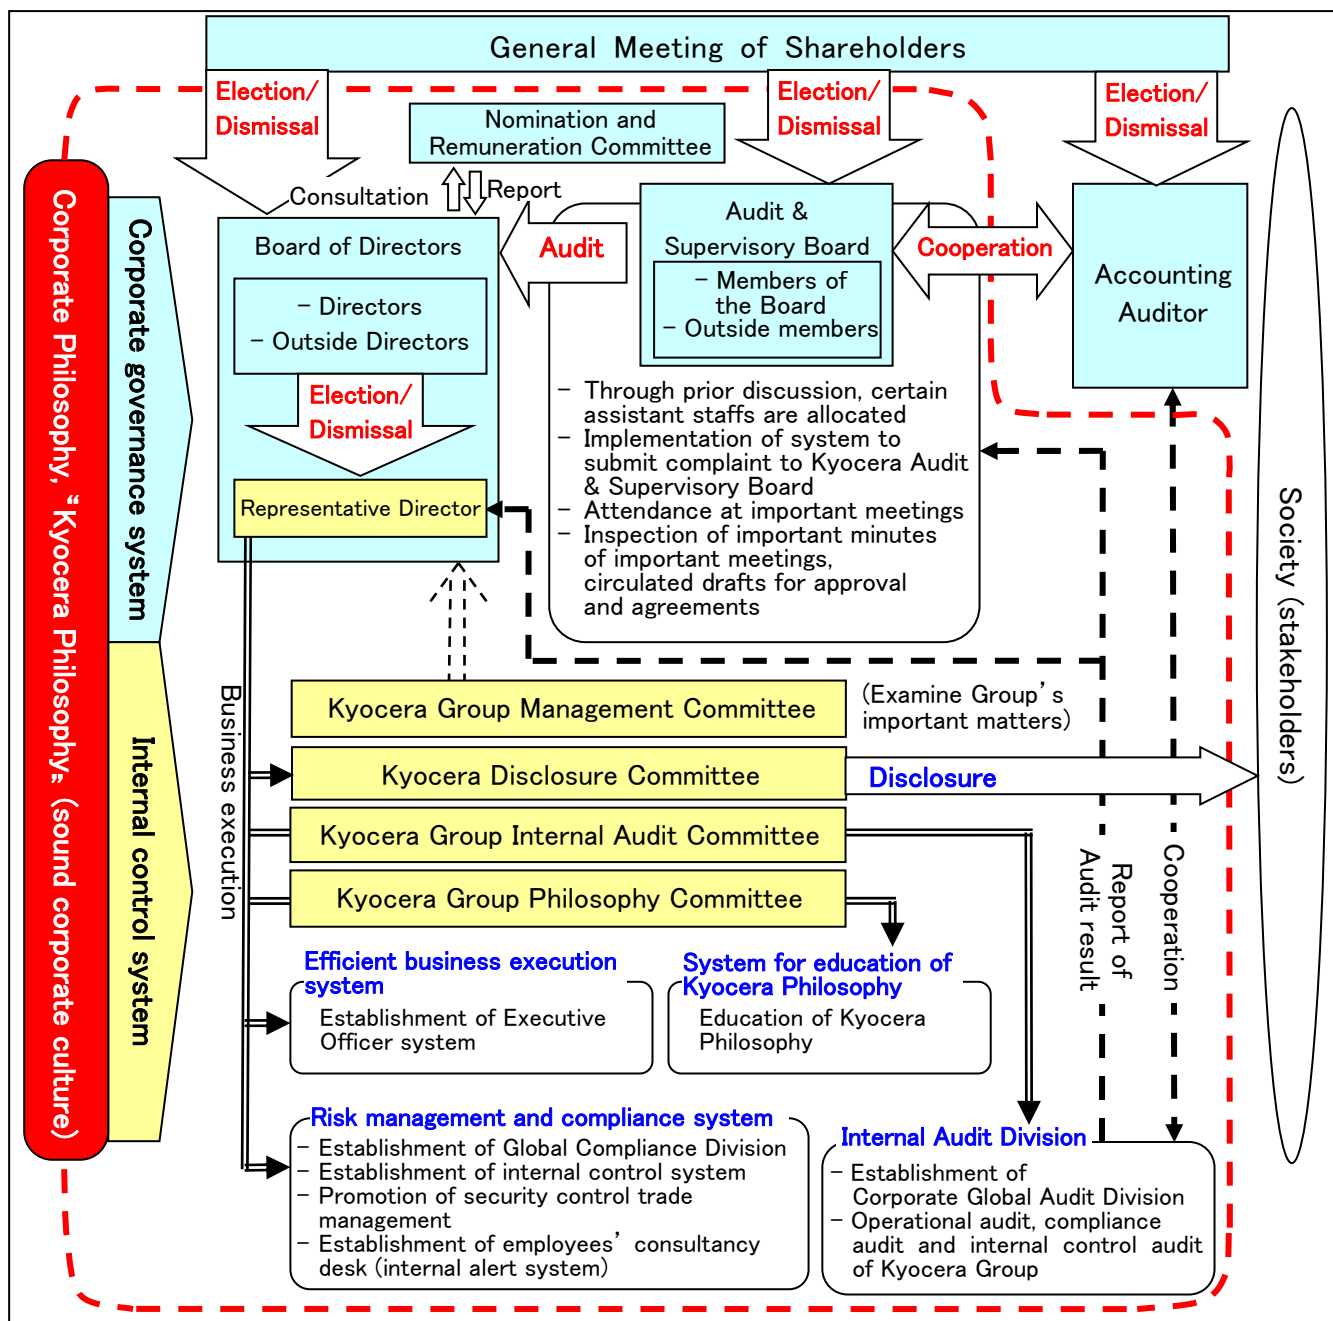 General Meeting of Shareholders
Election/
Dismissal
Election/
Dismissal
Election/
Dismissal
Nomination and
Remuneration Committee
Consultation
Report
Board of Directors
- Directors
- Outside Directors
Election/
Dismissal
Representative Director
Audit
Audit &
Supervisory Board
- Members of
the Board
- Outside members
Cooperation
Accounting
Auditor
- Through prior discussion, certain
assistant staffs are allocated
- Implementation of system to
submit complaint to Kyocera Audit
& Supervisory Board
- Attendance at important meetings
- Inspection of important minutes
of important meetings,
circulated drafts for approval
and agreements
Corporate Philosophy, “Kyocera Philosophy” (sound corporate culture)
Corporate governance system
Internal control system
Business execution
Kyocera Group Management Committee
(Examine Group’s
important matters)
Kyocera Disclosure Committee
Disclosure
Kyocera Group Internal Audit Committee
Kyocera Group Philosophy Committee
Society (stakeholders)
Report of
Audit result
Cooperation
Efficient business execution
system
Establishment of Executive
Officer system
System for education of
Kyocera Philosophy
Education of Kyocera
Philosophy
Risk management and compliance system
- Establishment of Global Compliance Division
- Establishment of internal control system
- Promotion of security control trade
management
- Establishment of employees’ consultancy
desk (internal alert system)
Internal Audit Division
- Establishment of
Corporate Global Audit Division
- Operational audit, compliance
audit and internal control audit
of Kyocera Group